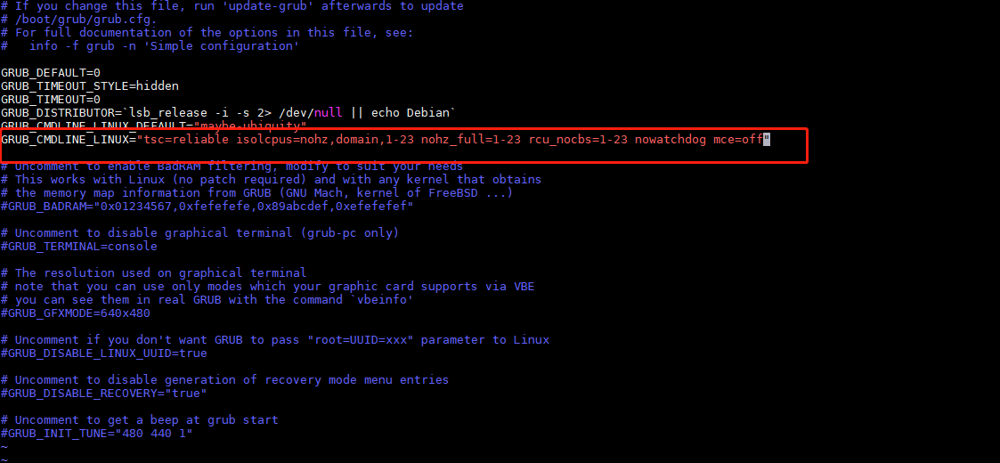 # If you change this file, run 'update-grub' afterwards to update
# /boot/grub/grub.cfg.
# For full documentation of the options in this file, see:
#   info -f grub -n 'Simple configuration'
GRUB_DEFAULT=0
GRUB_TIMEOUT_STYLE=hidden
GRUB_TIMEOUT=0
GRUB_DISTRIBUTOR=`lsb_release -i -s 2> /dev/null || echo Debian`
GRUB_CMDLINE_LINUX_DEFAULT="maybe-ubiquity"
GRUB_CMDLINE_LINUX="tsc=reliable isolcpus=nohz,domain,1-23 nohz_full=1-23 rcu_nocbs=1-23 nowatchdog mce=off"
# Uncomment to enable BadRAM filtering, modify to suit your needs
# This works with Linux (no patch required) and with any kernel that obtains
# the memory map information from GRUB (GNU Mach, kernel of FreeBSD ...)
#GRUB_BADRAM="0x01234567,0xfefefefe,0x89abcdef,0xefefefef"
# Uncomment to disable graphical terminal (grub-pc only)
#GRUB_TERMINAL=console
# The resolution used on graphical terminal
# note that you can use only modes which your graphic card supports via VBE
# you can see them in real GRUB with the command `vbeinfo'
#GRUB_GFXMODE=640x480
# Uncomment if you don't want GRUB to pass "root=UUID=xxx" parameter to Linux
#GRUB_DISABLE_LINUX_UUID=true
# Uncomment to disable generation of recovery mode menu entries
#GRUB_DISABLE_RECOVERY="true"
# Uncomment to get a beep at grub start
#GRUB_INIT_TUNE="480 440 1"
~
~